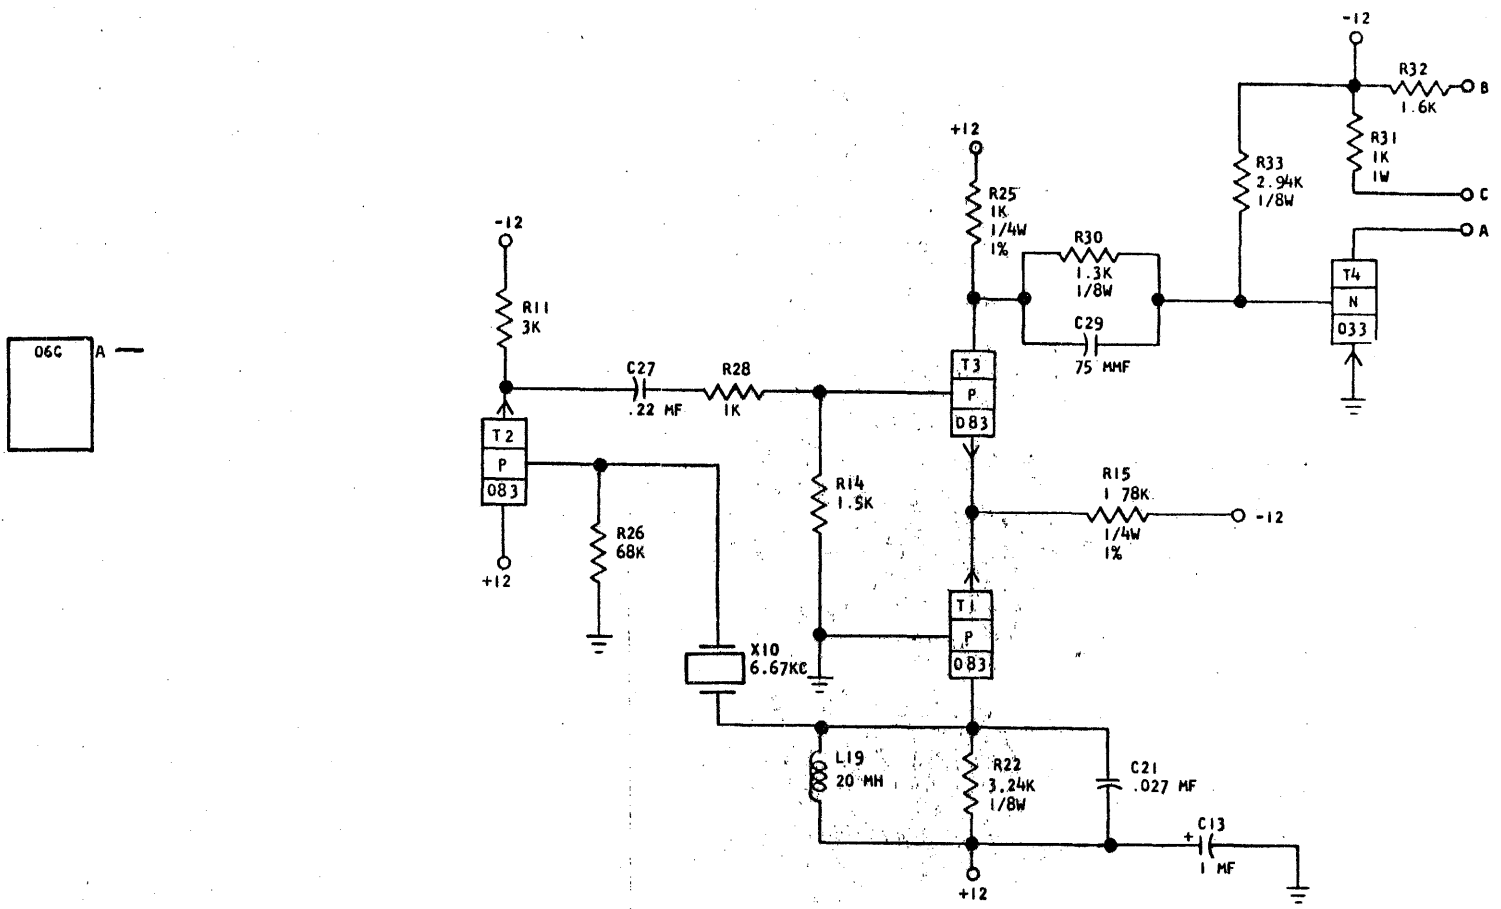 -12
R32
1.6K
B
R31
1K
1W
C
A
R33
2.94K
1/8W
+12
R25
1K
1/4W
1%
R30
1.3K
1/8W
C29
75 MMF
T4
N
033
-12
R11
3K
06G
A
C27
.22 MF
R28
1K
T3
P
083
T2
P
083
+12
R26
68K
R14
1.5K
R15
1 78K
1/4W
1%
-12
T1
P
083
X10
6.67KC
L19
20 MH
R22
3.24K
1/8W
C21
.027 MF
+
C13
1 MF
+12